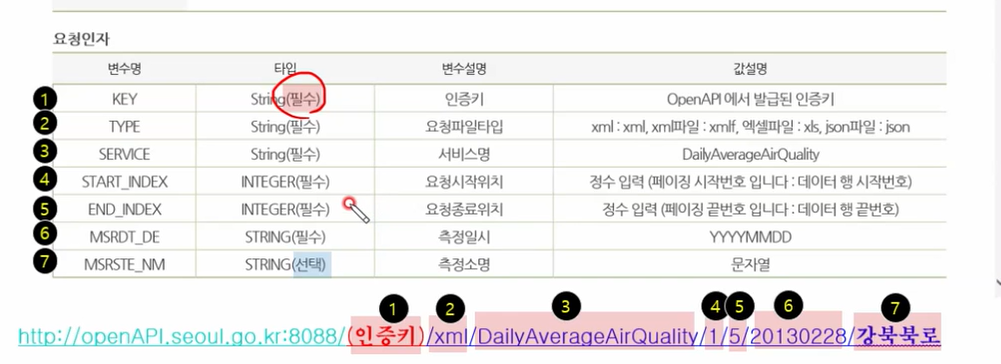 요청인자
변수명 타입 변수설명 값설명
1 KEY String(필수) 인증키 OpenAPI 에서 발급된 인증키
2 TYPE String(필수) 요청파일타입 xml : xml, xml파일 : xmlf, 엑셀파일 : xls, json파일 : json
3 SERVICE String(필수) 서비스명 DailyAverageAirQuality
4 START_INDEX INTEGER(필수) 요청시작위치 정수 입력 (페이징 시작번호 입니다 : 데이터 행 시작번호)
5 END_INDEX INTEGER(필수) 요청종료위치 정수 입력 (페이징 끝번호 입니다 : 데이터 행 끝번호)
6 MSRDT_DE STRING(필수) 측정일시 YYYYMMDD
7 MSRSTE_NM STRING(선택) 측정소명 문자열
1 2 3 4 5 6 7
http://openAPI.seoul.go.kr:8088/(인증키)/xml/DailyAverageAirQuality/1/5/20130228/강북북로